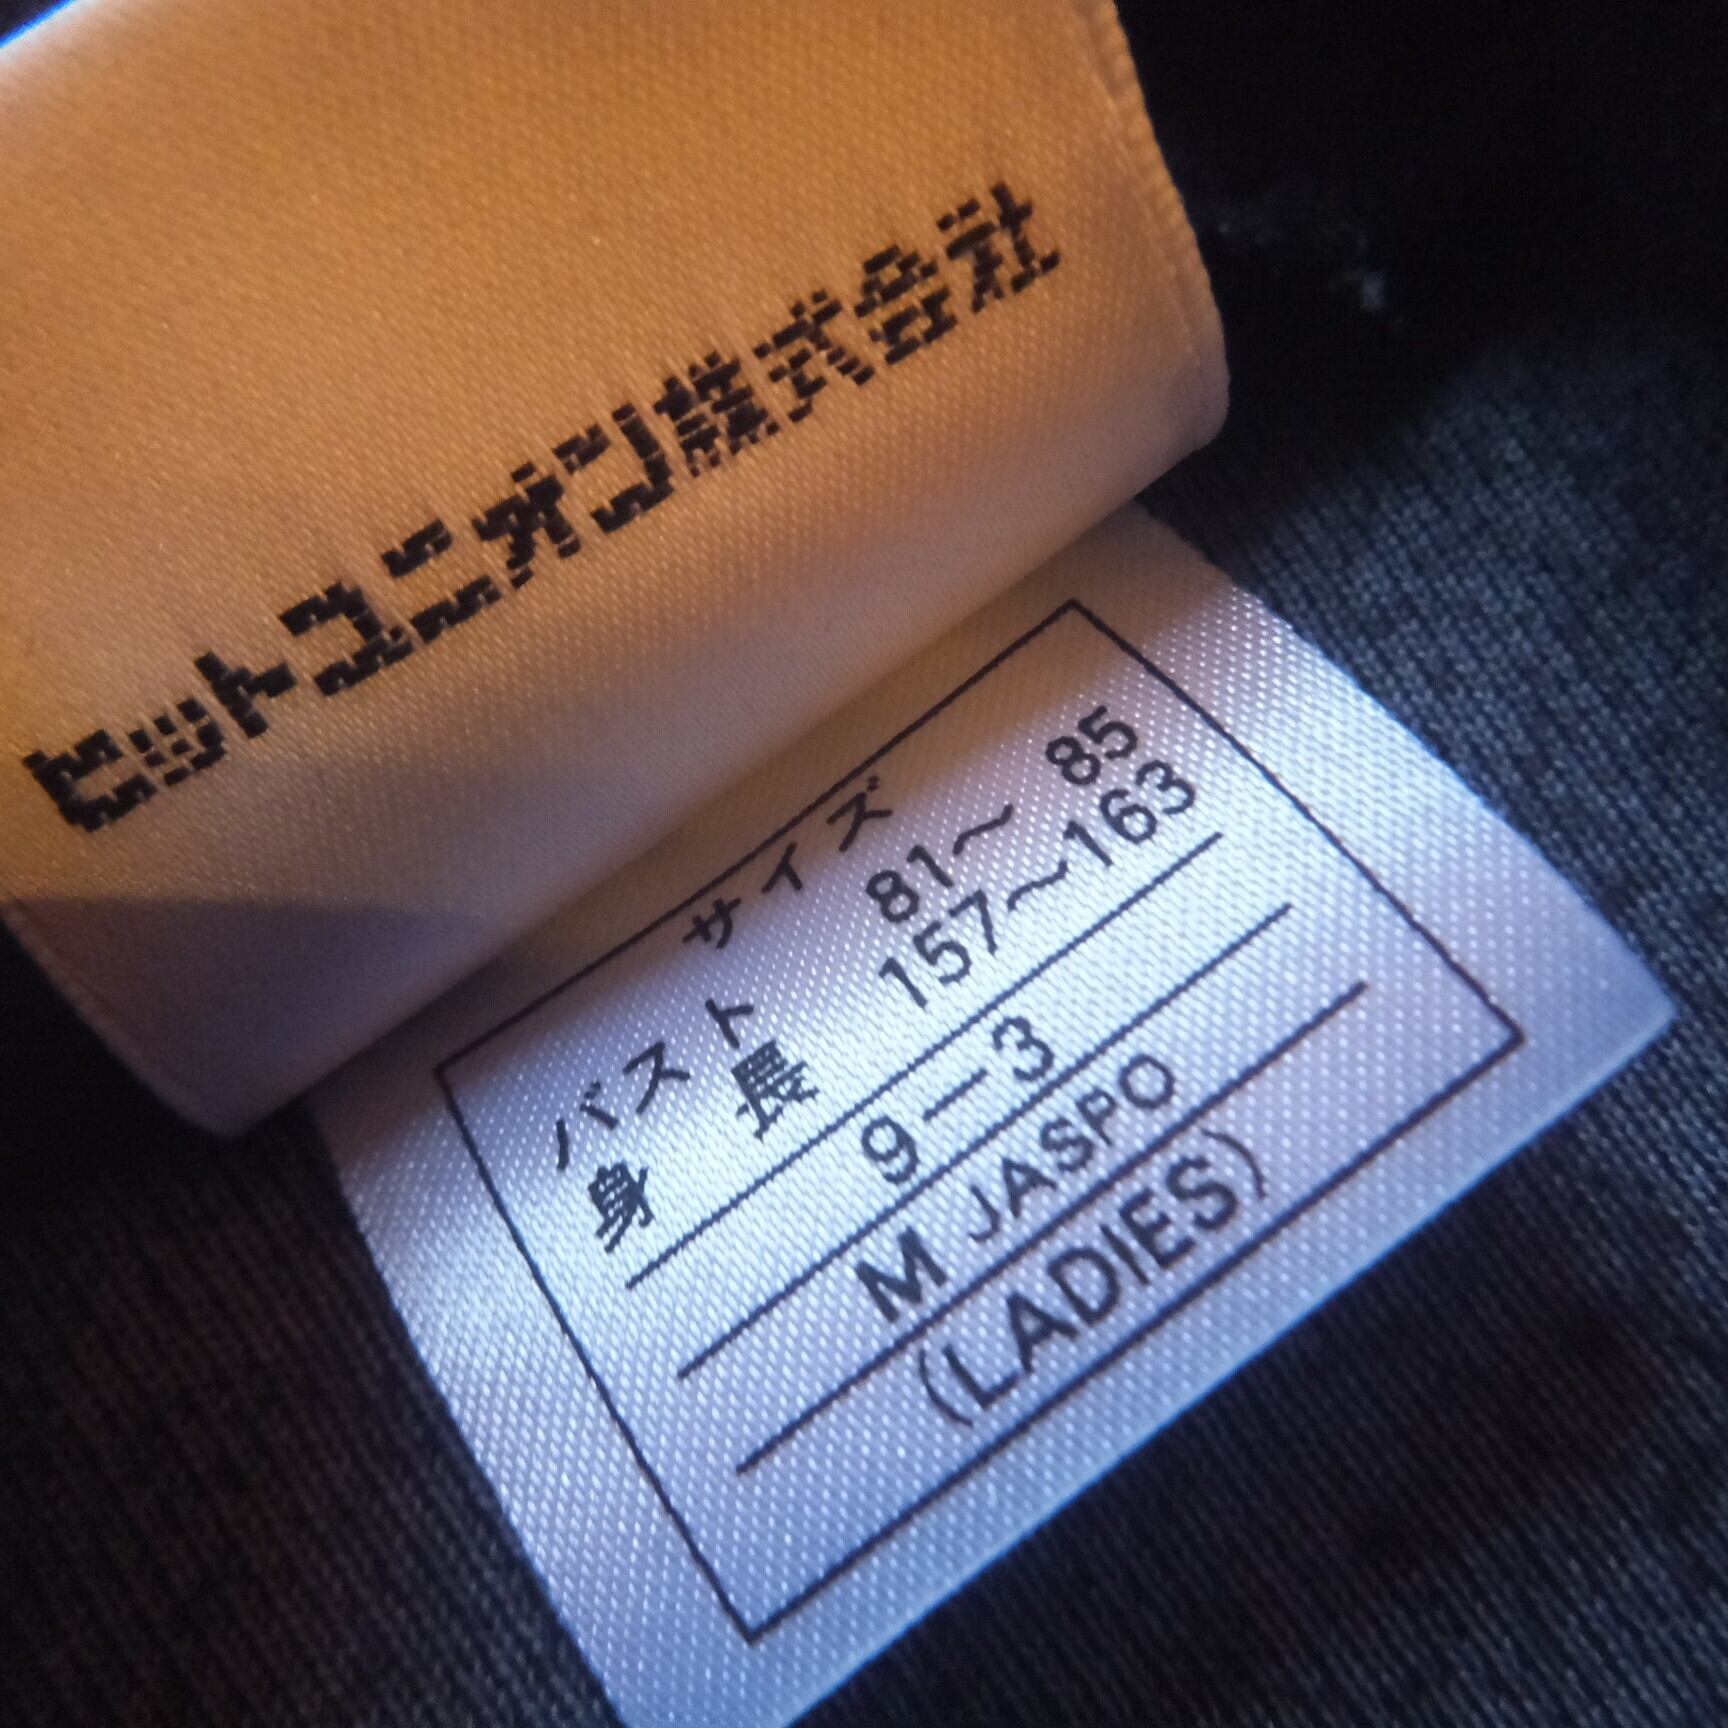 ヒットユニオン株式会社
サイズ
バスト 81〜 85
身 長 157〜163
9－3
M JASPO
(LADIES)